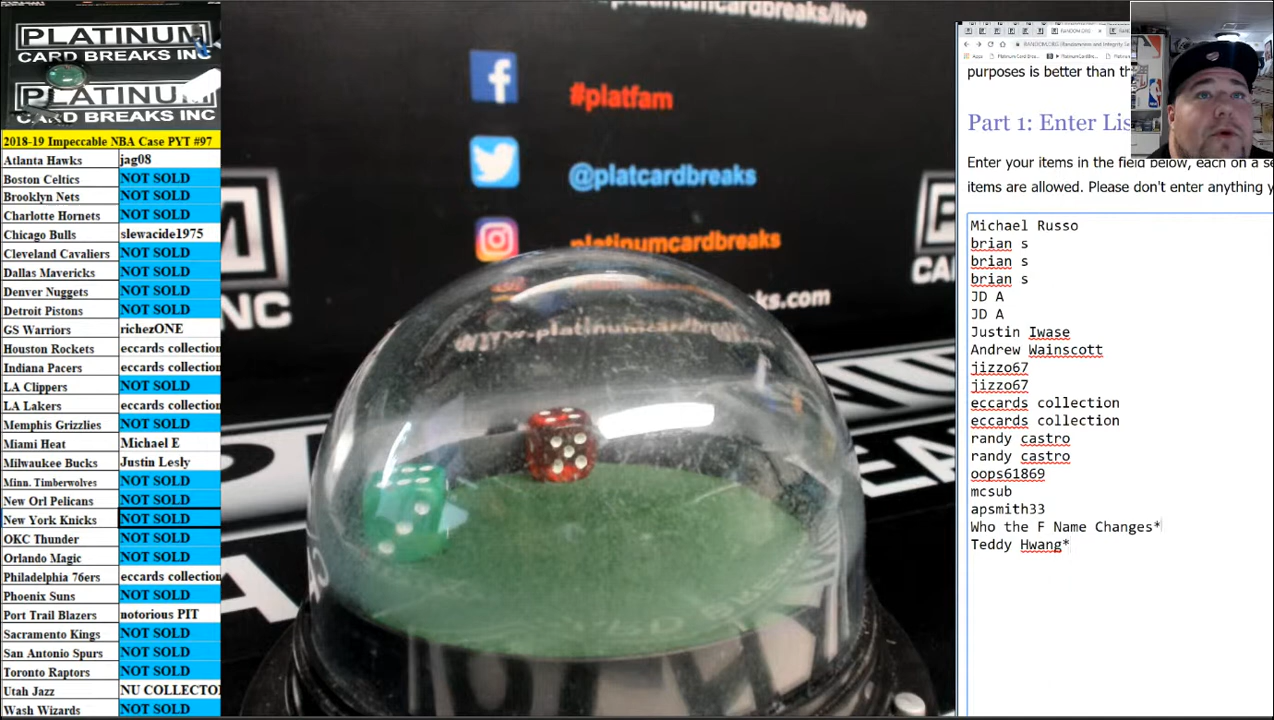 PLATINUM
CARD BREAKS INC
PLATINUM
CARD BREAKS INC
2018-19 Impeccable NBA Case PYT #97
Atlanta Hawks jag08
Boston Celtics NOT SOLD
Brooklyn Nets NOT SOLD
Charlotte Hornets NOT SOLD
Chicago Bulls slewacide1975
Cleveland Cavaliers NOT SOLD
Dallas Mavericks NOT SOLD
Denver Nuggets NOT SOLD
Detroit Pistons NOT SOLD
GS Warriors richezONE
Houston Rockets eccards collection
Indiana Pacers eccards collection
LA Clippers NOT SOLD
LA Lakers eccards collection
Memphis Grizzlies NOT SOLD
Miami Heat Michael E
Milwaukee Bucks Justin Lesly
Minn. Timberwolves NOT SOLD
New Orl Pelicans NOT SOLD
New York Knicks NOT SOLD
OKC Thunder NOT SOLD
Orlando Magic NOT SOLD
Philadelphia 76ers eccards collection
Phoenix Suns NOT SOLD
Port Trail Blazers notorious PIT
Sacramento Kings NOT SOLD
San Antonio Spurs NOT SOLD
Toronto Raptors NOT SOLD
Utah Jazz NU COLLECTO
Wash Wizards NOT SOLD
platinumcardbreaks/live
#platfam
@platcardbreaks
platinumcardbreaks
www.platinumcardbreaks.com
INC
purposes is better than th
Part 1: Enter Lis
Enter your items in the field below, each on a se
items are allowed. Please don't enter anything y
Michael Russo
brian s
brian s
brian s
JD A
JD A
Justin Iwase
Andrew Wainscott
jizzo67
jizzo67
eccards collection
eccards collection
randy castro
randy castro
oops61869
mcsub
apsmith33
Who the F Name Changes*
Teddy Hwang*